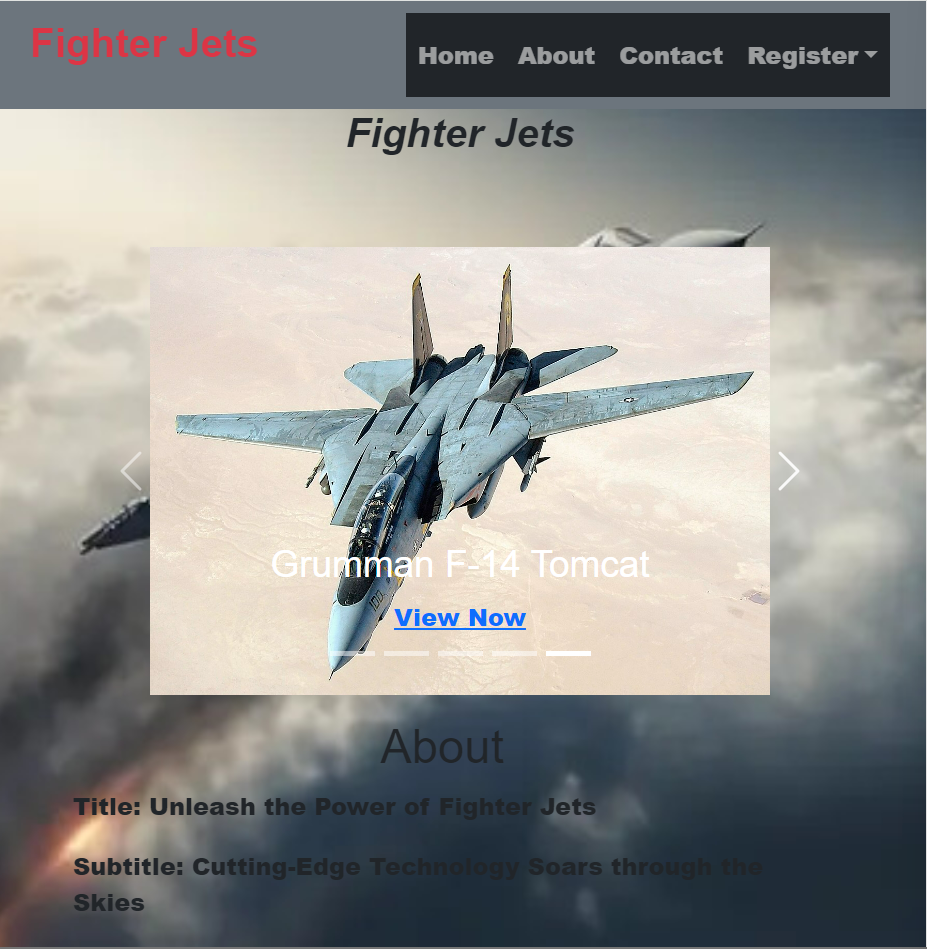 Fighter Jets
Home About Contact Register
Fighter Jets
100
Grumman F-14 Tomcat
View Now
About
Title: Unleash the Power of Fighter Jets
Subtitle: Cutting-Edge Technology Soars through the
Skies